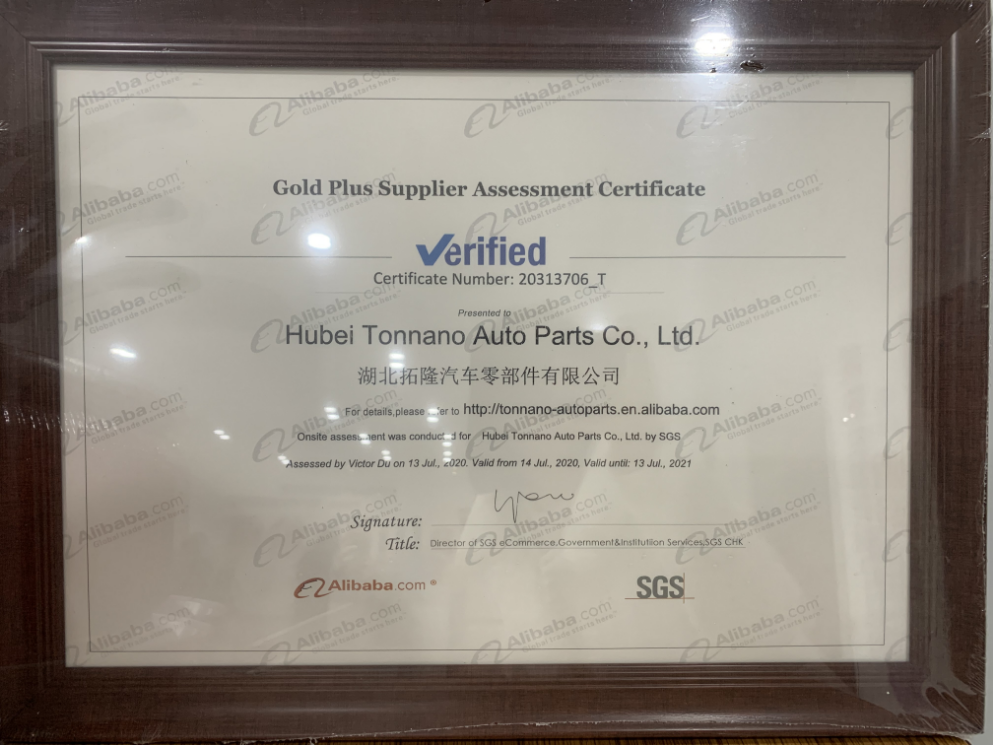 Gold Plus Supplier Assessment Certificate
Verified
Certificate Number: 20313706_T
Presented to
Hubei Tonnano Auto Parts Co., Ltd.
湖北拓隆汽车零部件有限公司
For details,please to http://tonnano-autoparts.en.alibaba.com
Onsite was for Hubei Tonnano Auto Parts Co., Ltd. by SGS
Assessed by Victor Du on 13 Jul., 2020. Valid from 14 Jul., 2020, Valid until: 13 Jul., 2021
Signature:
Title: Director of SGS eCommerce,Government&Institutiion Services,SGS CHK
Alibaba.com®
SGS